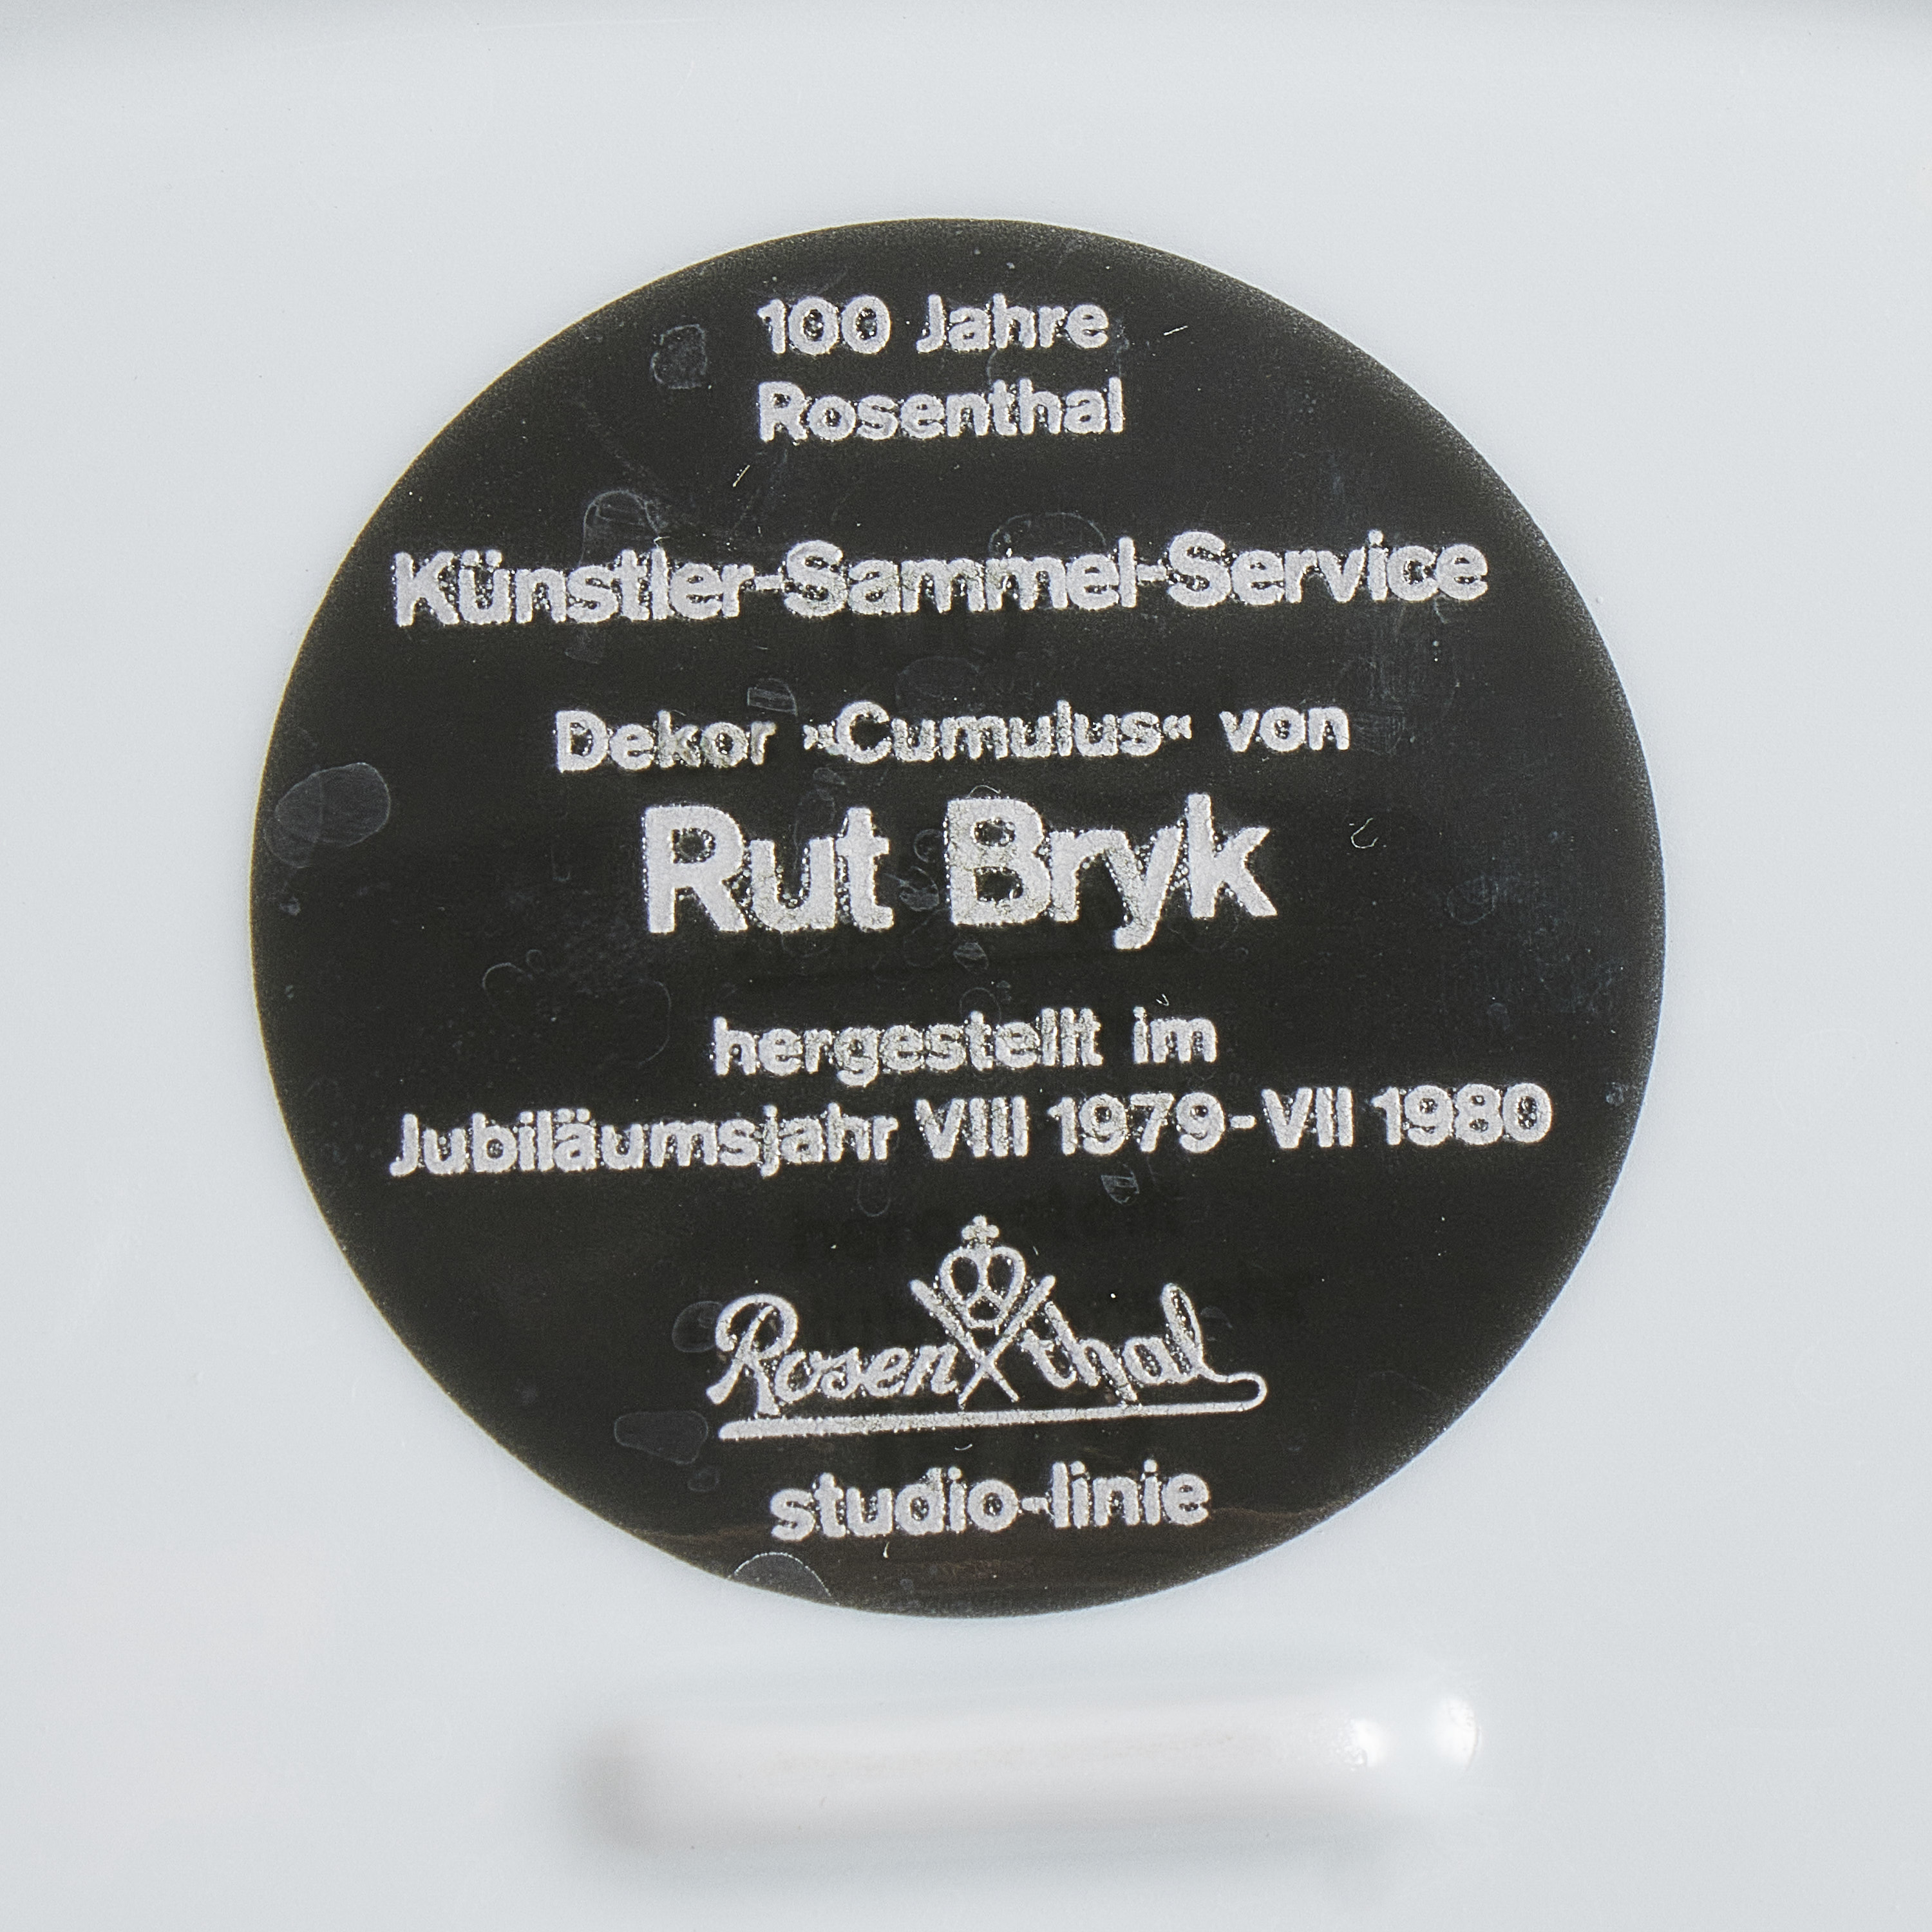 100 Jahre
Rosenthal
Künstler-Sammel-Service
Dekor »Cumulus« von
Rut Bryk
hergestellt im
Jubiläumsjahr VIII 1979-VII 1980
Rosenthal
studio-linie